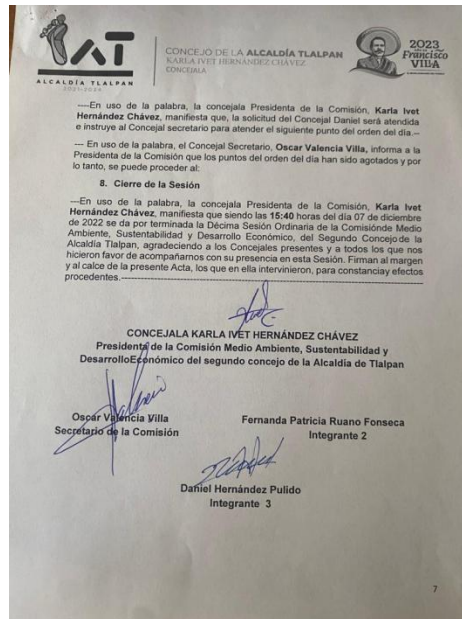 AT
ALCALDÍA TLALPAN
2021-2024
CONCEJO DE LA ALCALDÍA TLALPAN
KARLA IVET HERNÁNDEZ CHÁVEZ
CONCEJALA
2023
Francisco
VILLA
----En uso de la palabra, la concejala Presidenta de la Comisión, Karla Ivet
Hernández Chávez, manifiesta que, la solicitud del Concejal Daniel será atendida
e instruye al Concejal secretario para atender el siguiente punto del orden del día.--
--- En uso de la palabra, el Concejal Secretario, Oscar Valencia Villa, informa a la
Presidenta de la Comisión que los puntos del orden del día han sido agotados y por
lo tanto, se puede proceder al:
8. Cierre de la Sesión
---En uso de la palabra, la concejala Presidenta de la Comisión, Karla Ivet
Hernández Chávez, manifiesta que siendo las 15:40 horas del día 07 de diciembre
de 2022 se da por terminada la Décima Sesión Ordinaria de la Comisiónde Medio
Ambiente, Sustentabilidad y Desarrollo Económico, del Segundo Concejo de la
Alcaldía Tlalpan, agradeciendo a los Concejales presentes y a todos los que nos
hicieron favor de acompañarnos con su presencia en esta Sesión. Firman al margen
y al calce de la presente Acta, los que en ella intervinieron, para constanciay efectos
procedentes.---
CONCEJALA KARLA IVET HERNÁNDEZ CHÁVEZ
Presidenta de la Comisión Medio Ambiente, Sustentabilidad y
DesarrolloEconómico del segundo concejo de la Alcaldía de Tlalpan
Oscar Valencia Villa
Secretario de la Comisión
Fernanda Patricia Ruano Fonseca
Integrante 2
Daniel Hernández Pulido
Integrante 3
7